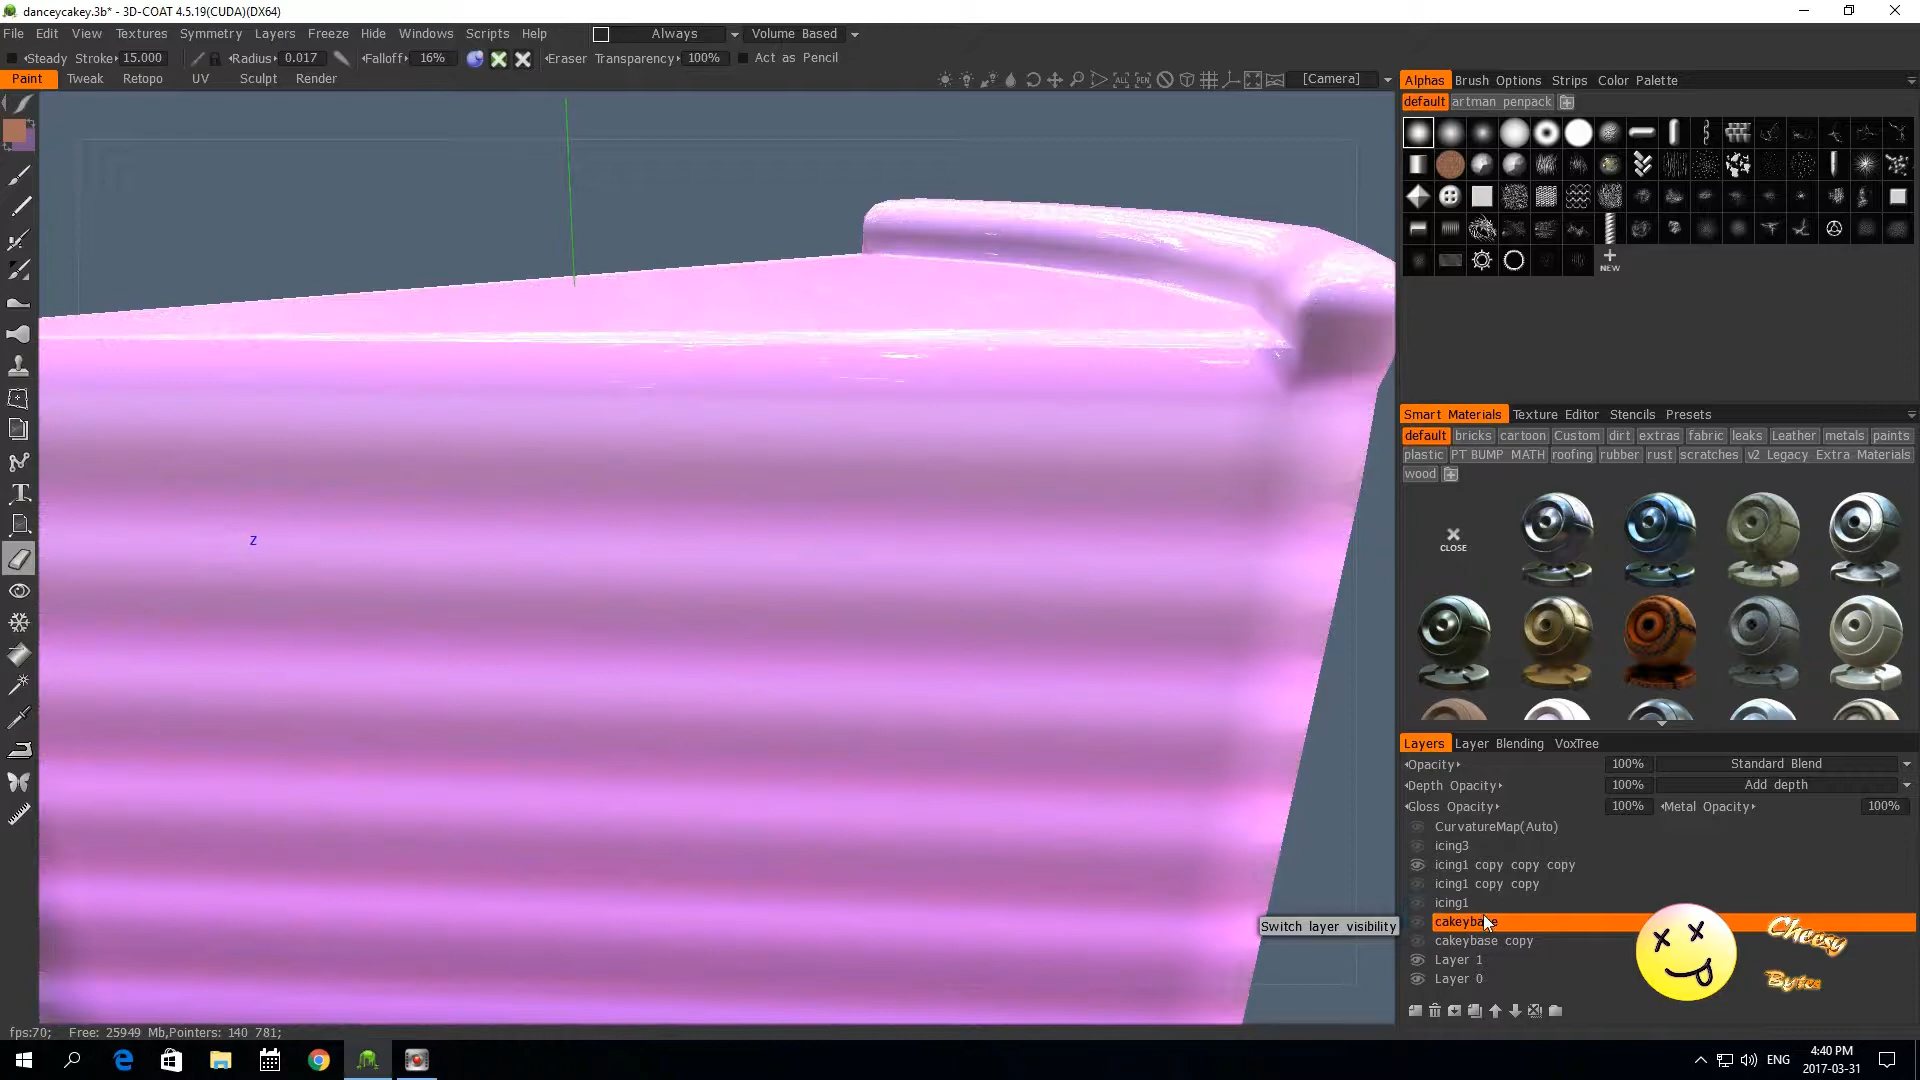 danceycakey.3b* - 3D-COAT 4.5.19(CUDA)(DX64)
File Edit View Textures Symmetry Layers Freeze Hide Windows Scripts Help Always Volume Based
Steady Stroke 15.000 Radius 0.017 Falloff 16% Eraser Transparency 100% Act as Pencil
Paint Tweak Retopo UV Sculpt Render ALL PEN [Camera]
Alphas Brush Options Strips Color Palette
default artman penpack
NEW
Z
Smart Materials Texture Editor Stencils Presets
default bricks cartoon Custom dirt extras fabric leaks Leather metals paints
plastic PT BUMP MATH roofing rubber rust scratches v2 Legacy Extra Materials
wood
CLOSE
Layers Layer Blending VoxTree
Opacity 100% Standard Blend
Depth Opacity 100% Add depth
Gloss Opacity 100% Metal Opacity 100%
CurvatureMap(Auto)
icing3
icing1 copy copy copy
icing1 copy copy
icing1
cakeybase
cakeybase copy
Layer 1
Layer 0
Switch layer visibility
Cheesy
Bytes
fps:70; Free: 25949 Mb,Pointers: 140 781;
ENG
4:40 PM
2017-03-31